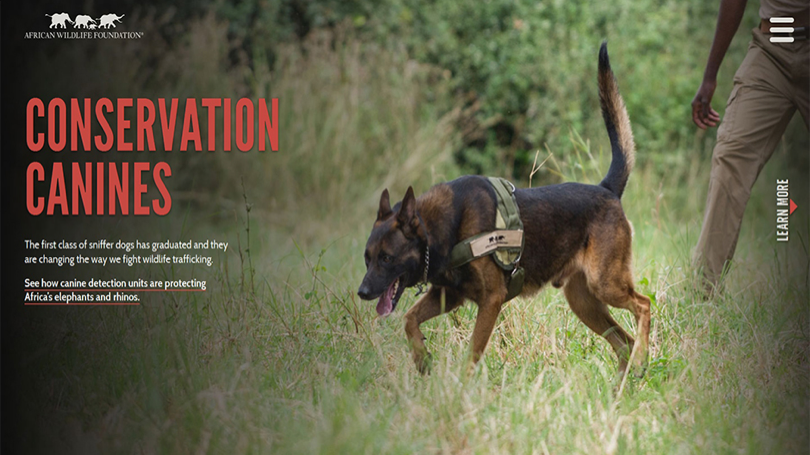 AFRICAN WILDLIFE FOUNDATION®
CONSERVATION
CANINES
The first class of sniffer dogs has graduated and they
are changing the way we fight wildlife trafficking.
See how canine detection units are protecting
Africa's elephants and rhinos.
LEARN MORE